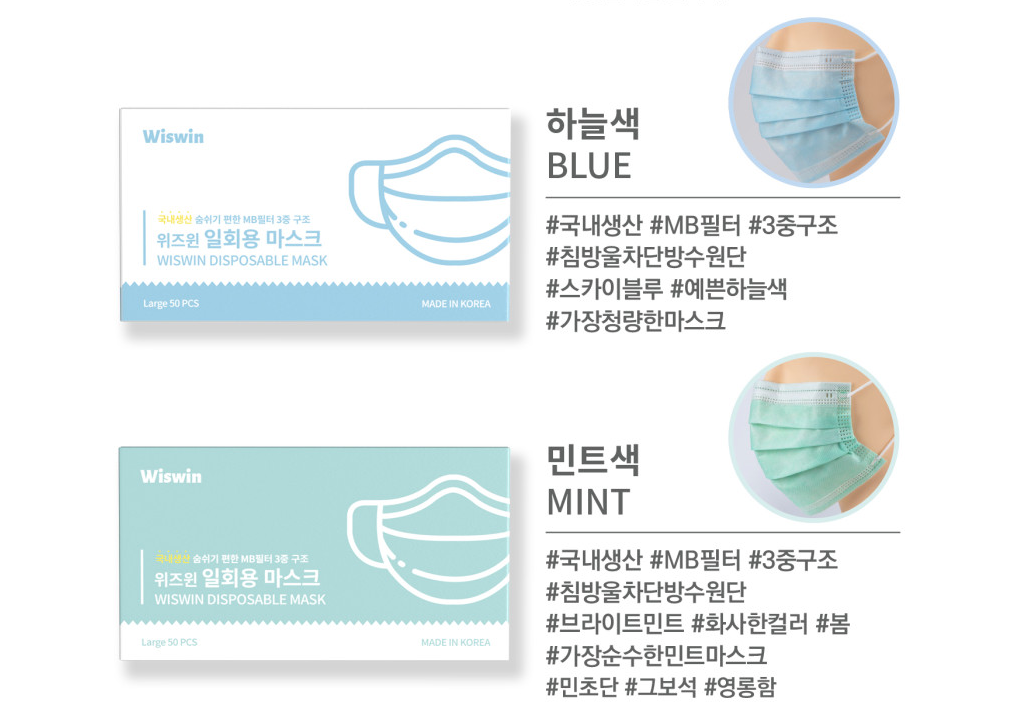 Wiswin
국내생산 숨쉬기 편한 MB필터 3중 구조
위즈윈 일회용 마스크
WISWIN DISPOSABLE MASK
Large 50 PCS
MADE IN KOREA
하늘색
BLUE
#국내생산 #MB필터 #3중구조
#침방울차단방수원단
#스카이블루 #예쁜하늘색
#가장청량한마스크
Wiswin
국내생산 숨쉬기 편한 MB필터 3중 구조
위즈윈 일회용 마스크
WISWIN DISPOSABLE MASK
Large 50 PCS
MADE IN KOREA
민트색
MINT
#국내생산 #MB필터 #3중구조
#침방울차단방수원단
#브라이트민트 #화사한컬러 #봄
#가장순수한민트마스크
#민초단 #그보석 #영롱함